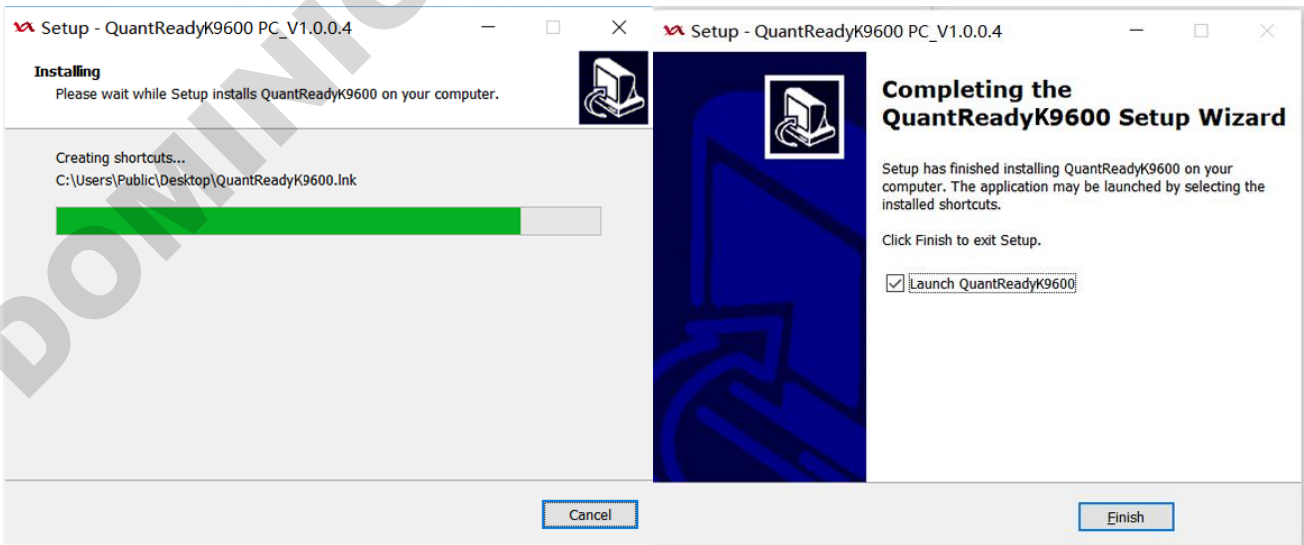 Setup - QuantReadyK9600 PC_V1.0.0.4
Installing
Please wait while Setup installs QuantReadyK9600 on your computer.
Creating shortcuts...
C:\Users\Public\Desktop\QuantReadyK9600.lnk
Cancel
Setup - QuantReadyK9600 PC_V1.0.0.4
Completing the
QuantReadyK9600 Setup Wizard
Setup has finished installing QuantReadyK9600 on your
computer. The application may be launched by selecting the
installed shortcuts.
Click Finish to exit Setup.
Launch QuantReadyK9600
Finish
DOMINIC